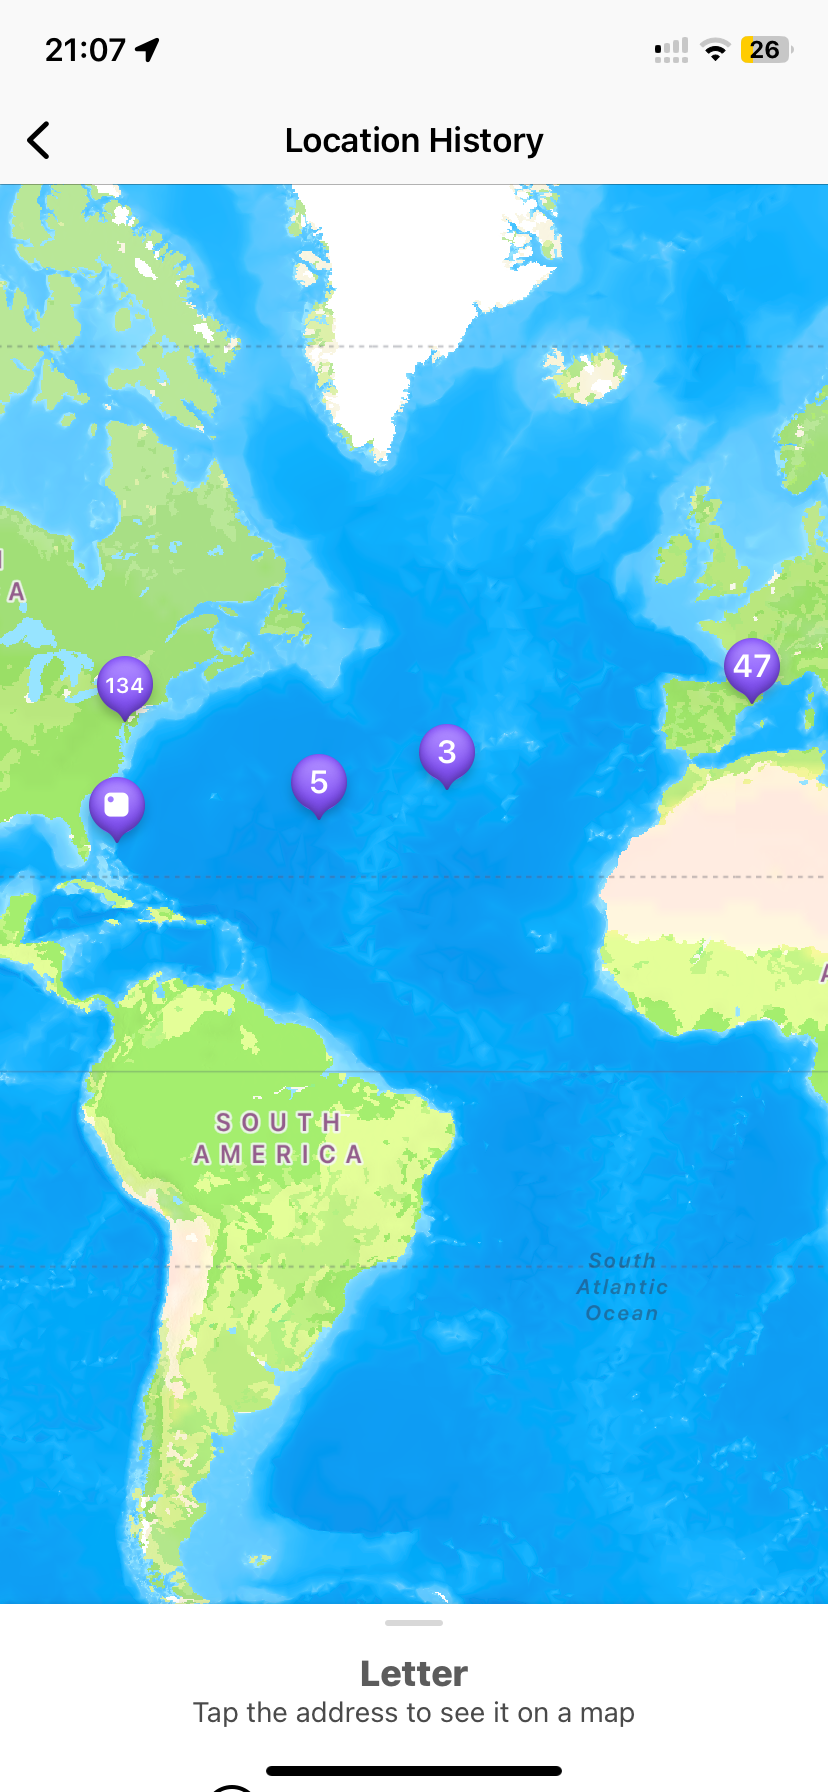 21:07
26
Location History
A
134
47
3
5
SOUTH
AMERICA
South
Atlantic
Ocean
Letter
Tap the address to see it on a map